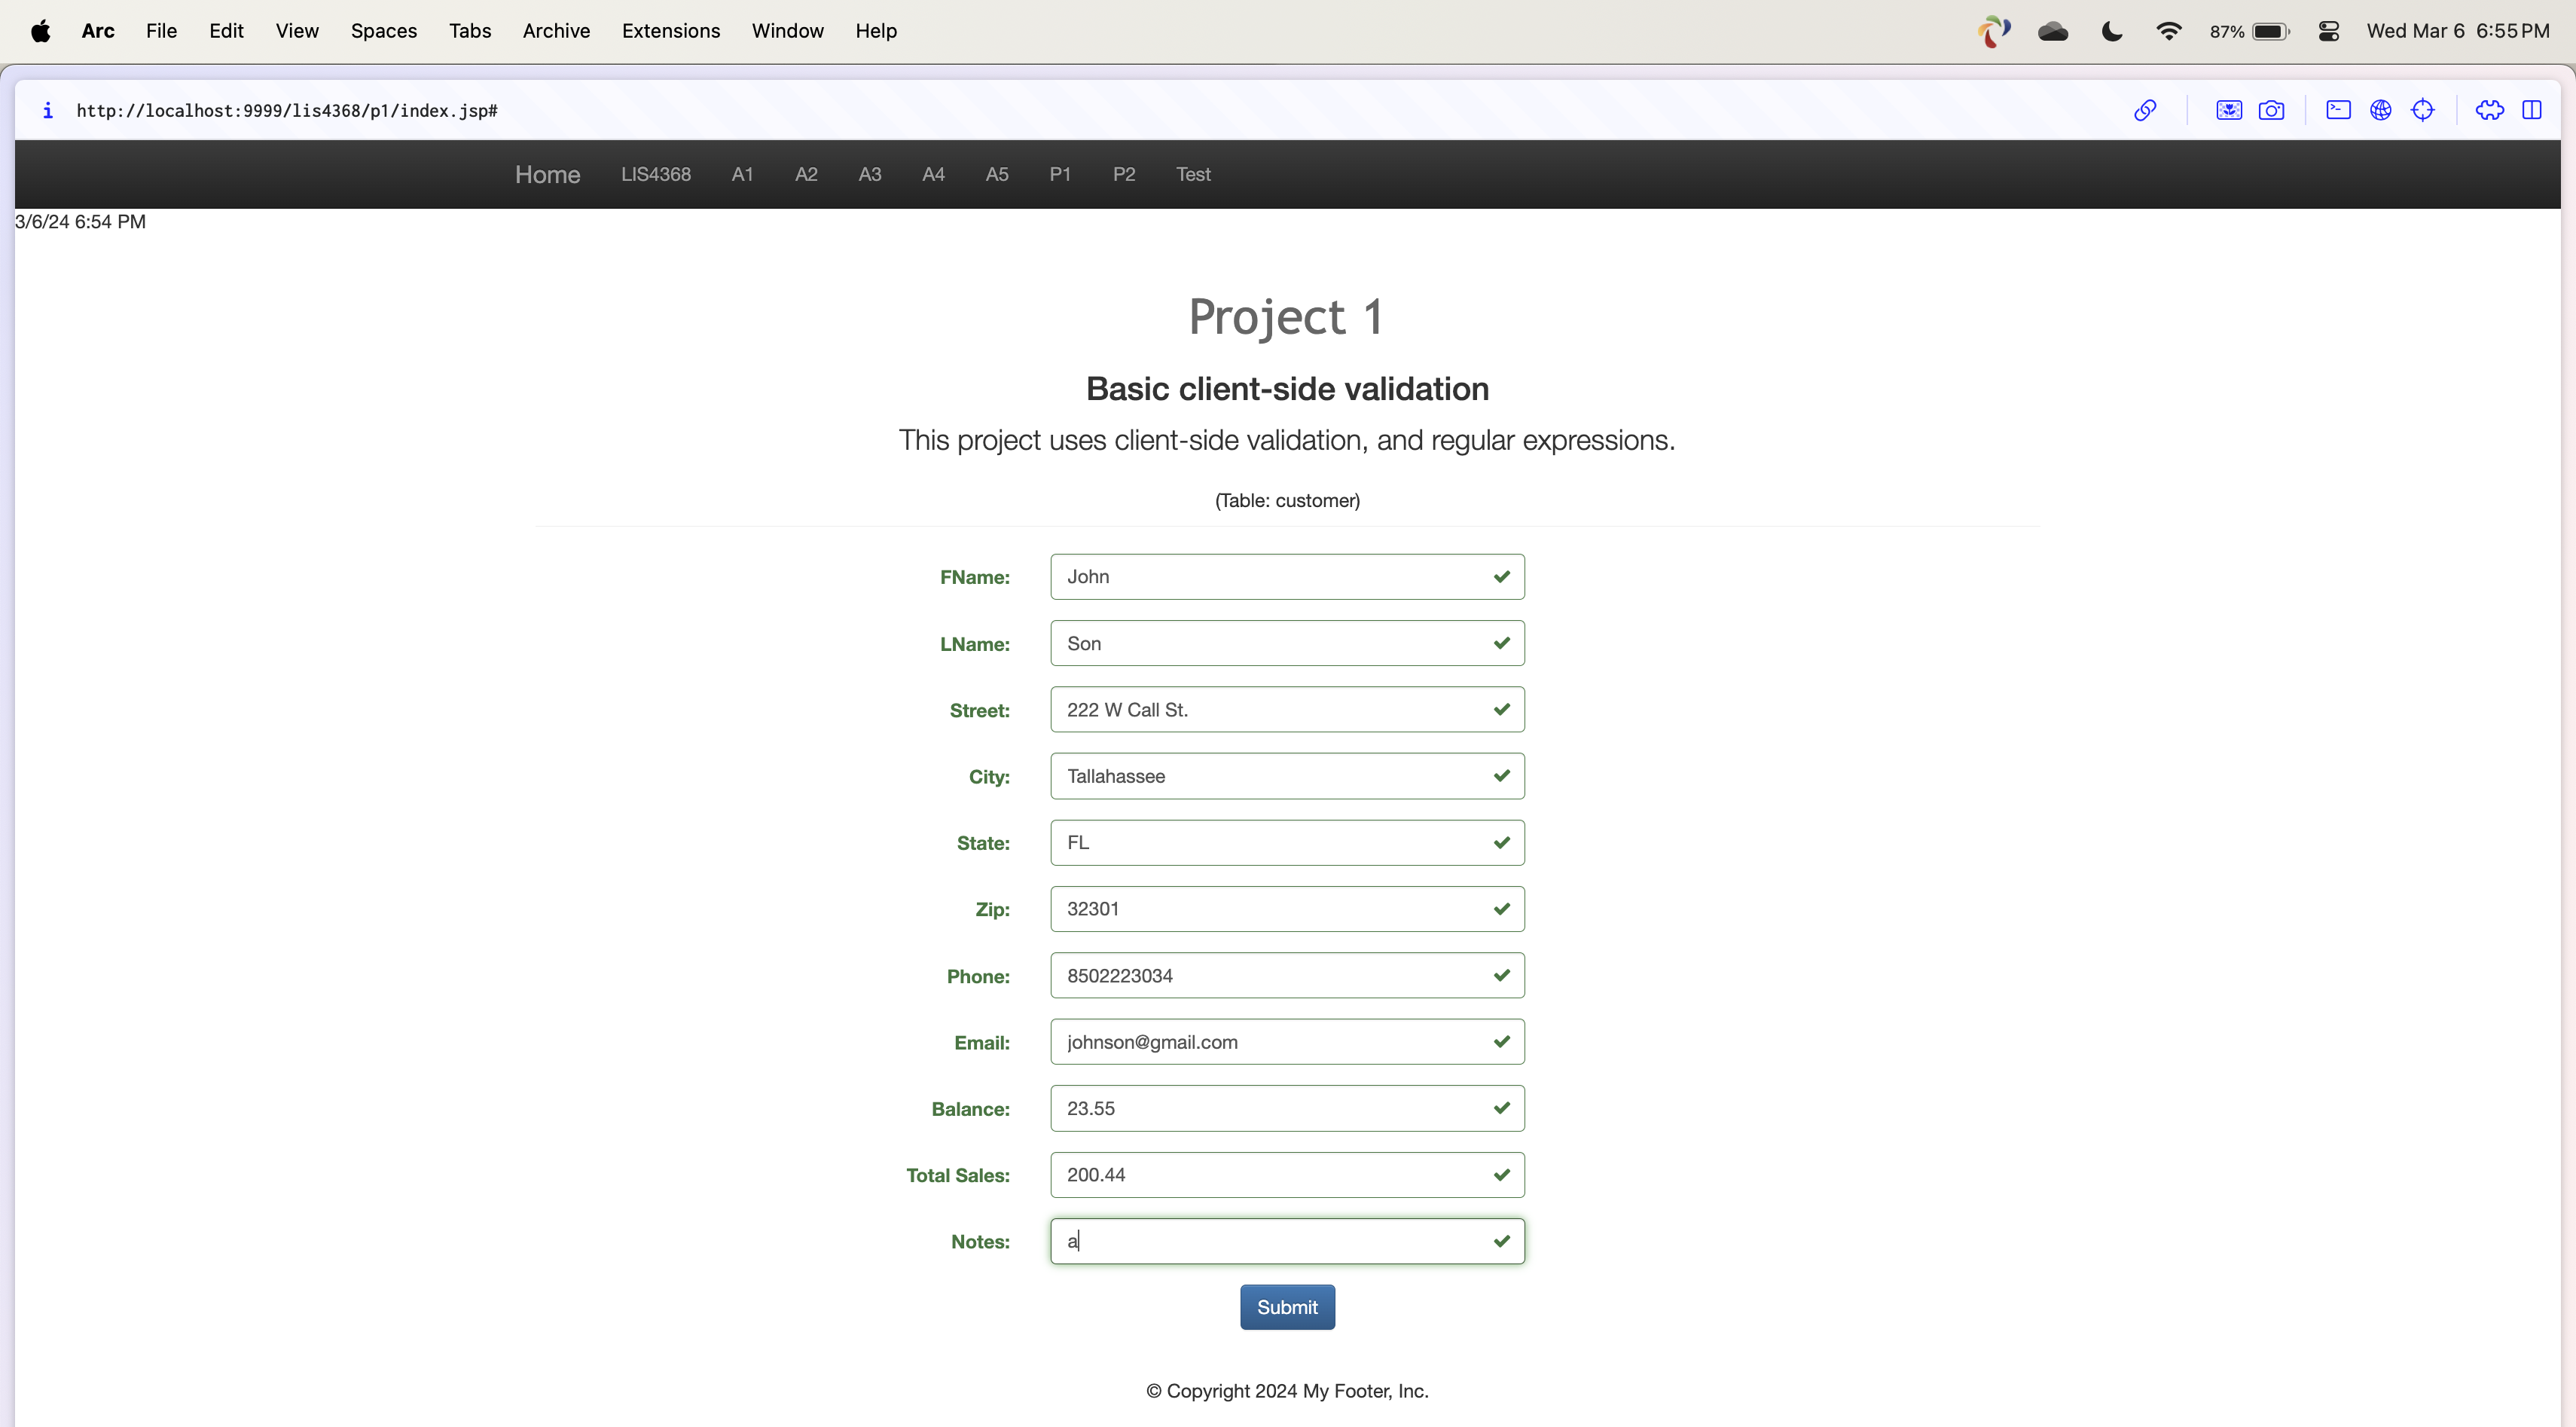 Arc File Edit View Spaces Tabs Archive Extensions Window Help 87% Wed Mar 6 6:55 PM
http://localhost:9999/lis4368/p1/index.jsp#
Home LIS4368 A1 A2 A3 A4 A5 P1 P2 Test
3/6/24 6:54 PM
Project 1
Basic client-side validation
This project uses client-side validation, and regular expressions.
(Table: customer)
FName: John
LName: Son
Street: 222 W Call St.
City: Tallahassee
State: FL
Zip: 32301
Phone: 8502223034
Email: johnson@gmail.com
Balance: 23.55
Total Sales: 200.44
Notes: a
Submit
© Copyright 2024 My Footer, Inc.